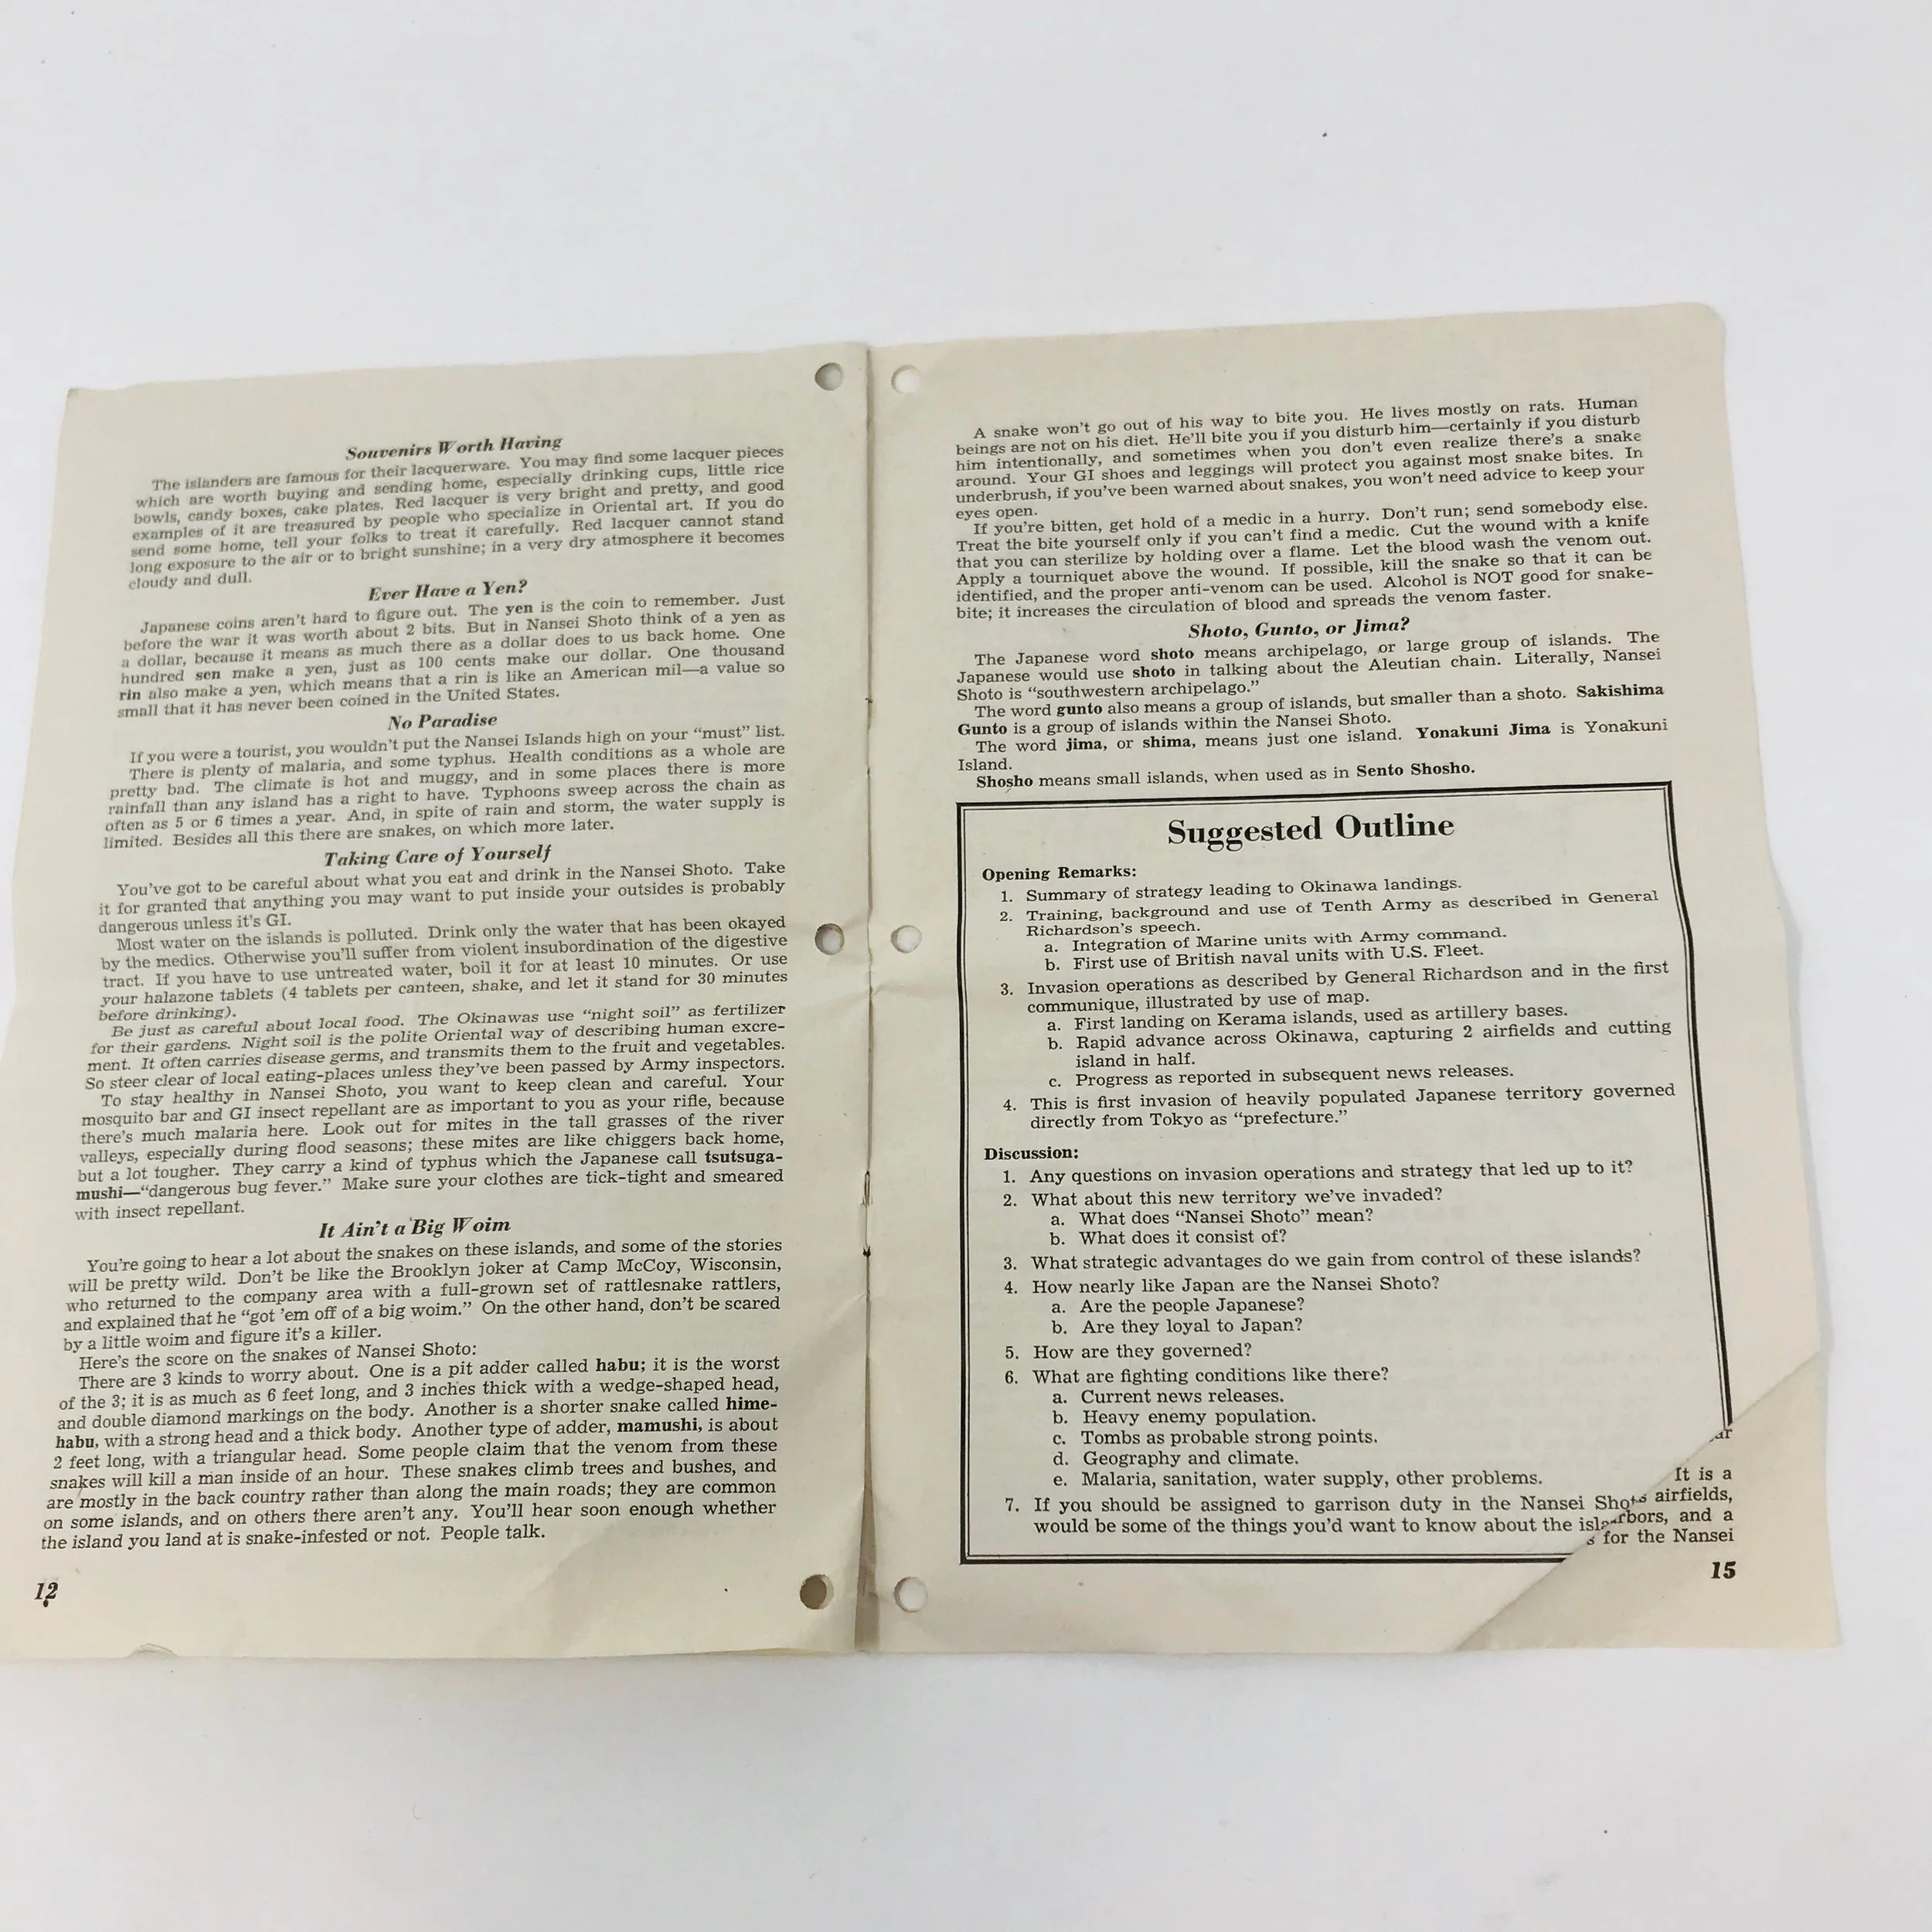 Souvenirs Worth Having
The islanders are famous for their lacquerware. You may find some lacquer pieces
which are worth buying and sending home, especially drinking cups, little rice
bowls, candy boxes, cake plates. Red lacquer is very bright and pretty, and good
examples of it are treasured by people who specialize in Oriental art. If you do
send some home, tell your folks to treat it carefully. Red lacquer cannot stand
long exposure to the air or to bright sunshine; in a very dry atmosphere it becomes
cloudy and dull.
Ever Have a Yen?
Japanese coins aren't hard to figure out. The yen is the coin to remember. Just
before the war it was worth about 2 bits. But in Nansei Shoto think of a yen as
a dollar, because it means as much there as a dollar does to us back home. One
hundred sen make a yen, just as 100 cents make our dollar. One thousand
rin also make a yen, which means that a rin is like an American mil—a value so
small that it has never been coined in the United States.
No Paradise
If you were a tourist, you wouldn't put the Nansei Islands high on your "must" list.
There is plenty of malaria, and some typhus. Health conditions as a whole are
pretty bad. The climate is hot and muggy, and in some places there is more
rainfall than any island has a right to have. Typhoons sweep across the chain as
often as 5 or 6 times a year. And, in spite of rain and storm, the water supply is
limited. Besides all this there are snakes, on which more later.
Taking Care of Yourself
You've got to be careful about what you eat and drink in the Nansei Shoto. Take
it for granted that anything you may want to put inside your outsides is probably
dangerous unless it's GI.
Most water on the islands is polluted. Drink only the water that has been okayed
by the medics. Otherwise you'll suffer from violent insubordination of the digestive
tract. If you have to use untreated water, boil it for at least 10 minutes. Or use
your halazone tablets (4 tablets per canteen, shake, and let it stand for 30 minutes
before drinking).
Be just as careful about local food. The Okinawas use "night soil" as fertilizer
for their gardens. Night soil is the polite Oriental way of describing human excre-
ment. It often carries disease germs, and transmits them to the fruit and vegetables.
So steer clear of local eating-places unless they've been passed by Army inspectors.
To stay healthy in Nansei Shoto, you want to keep clean and careful. Your
mosquito bar and GI insect repellant are as important to you as your rifle, because
there's much malaria here. Look out for mites in the tall grasses of the river
valleys, especially during flood seasons; these mites are like chiggers back home,
but a lot tougher. They carry a kind of typhus which the Japanese call tsutsuga-
mushi—"dangerous bug fever." Make sure your clothes are tick-tight and smeared
with insect repellant.
It Ain't a Big Woim
You're going to hear a lot about the snakes on these islands, and some of the stories
will be pretty wild. Don't be like the Brooklyn joker at Camp McCoy, Wisconsin,
who returned to the company area with a full-grown set of rattlesnake rattlers,
and explained that he "got 'em off of a big woim." On the other hand, don't be scared
by a little woim and figure it's a killer.
Here's the score on the snakes of Nansei Shoto:
There are 3 kinds to worry about. One is a pit adder called habu; it is the worst
of the 3; it is as much as 6 feet long, and 3 inches thick with a wedge-shaped head,
and double diamond markings on the body. Another is a shorter snake called hime-
habu, with a strong head and a thick body. Another type of adder, mamushi, is about
2 feet long, with a triangular head. Some people claim that the venom from these
snakes will kill a man inside of an hour. These snakes climb trees and bushes, and
are mostly in the back country rather than along the main roads; they are common
on some islands, and on others there aren't any. You'll hear soon enough whether
the island you land at is snake-infested or not. People talk.
12
A snake won't go out of his way to bite you. He lives mostly on rats. Human
beings are not on his diet. He'll bite you if you disturb him—certainly if you disturb
him intentionally, and sometimes when you don't even realize there's a snake
around. Your GI shoes and leggings will protect you against most snake bites. In
underbrush, if you've been warned about snakes, you won't need advice to keep your
eyes open.
If you're bitten, get hold of a medic in a hurry. Don't run; send somebody else.
Treat the bite yourself only if you can't find a medic. Cut the wound with a knife
that you can sterilize by holding over a flame. Let the blood wash the venom out.
Apply a tourniquet above the wound. If possible, kill the snake so that it can be
identified, and the proper anti-venom can be used. Alcohol is NOT good for snake-
bite; it increases the circulation of blood and spreads the venom faster.
Shoto, Gunto, or Jima?
The Japanese word shoto means archipelago, or large group of islands. The
Japanese would use shoto in talking about the Aleutian chain. Literally, Nansei
Shoto is "southwestern archipelago."
The word gunto also means a group of islands, but smaller than a shoto. Sakishima
Gunto is a group of islands within the Nansei Shoto.
The word jima, or shima, means just one island. Yonakuni Jima is Yonakuni
Island.
Shosho means small islands, when used as in Sento Shosho.
Suggested Outline
Opening Remarks:
1. Summary of strategy leading to Okinawa landings.
2. Training, background and use of Tenth Army as described in General
Richardson's speech.
a. Integration of Marine units with Army command.
b. First use of British naval units with U.S. Fleet.
3. Invasion operations as described by General Richardson and in the first
communique, illustrated by use of map.
a. First landing on Kerama islands, used as artillery bases.
b. Rapid advance across Okinawa, capturing 2 airfields and cutting
island in half.
c. Progress as reported in subsequent news releases.
4. This is first invasion of heavily populated Japanese territory governed
directly from Tokyo as "prefecture."
Discussion:
1. Any questions on invasion operations and strategy that led up to it?
2. What about this new territory we've invaded?
a. What does "Nansei Shoto" mean?
b. What does it consist of?
3. What strategic advantages do we gain from control of these islands?
4. How nearly like Japan are the Nansei Shoto?
a. Are the people Japanese?
b. Are they loyal to Japan?
5. How are they governed?
6. What are fighting conditions like there?
a. Current news releases.
b. Heavy enemy population.
c. Tombs as probable strong points.
d. Geography and climate.
e. Malaria, sanitation, water supply, other problems.
7. If you should be assigned to garrison duty in the Nansei
would be some of the things you'd want to know about the
It is a
airfields,
and a
for the Nansei
15